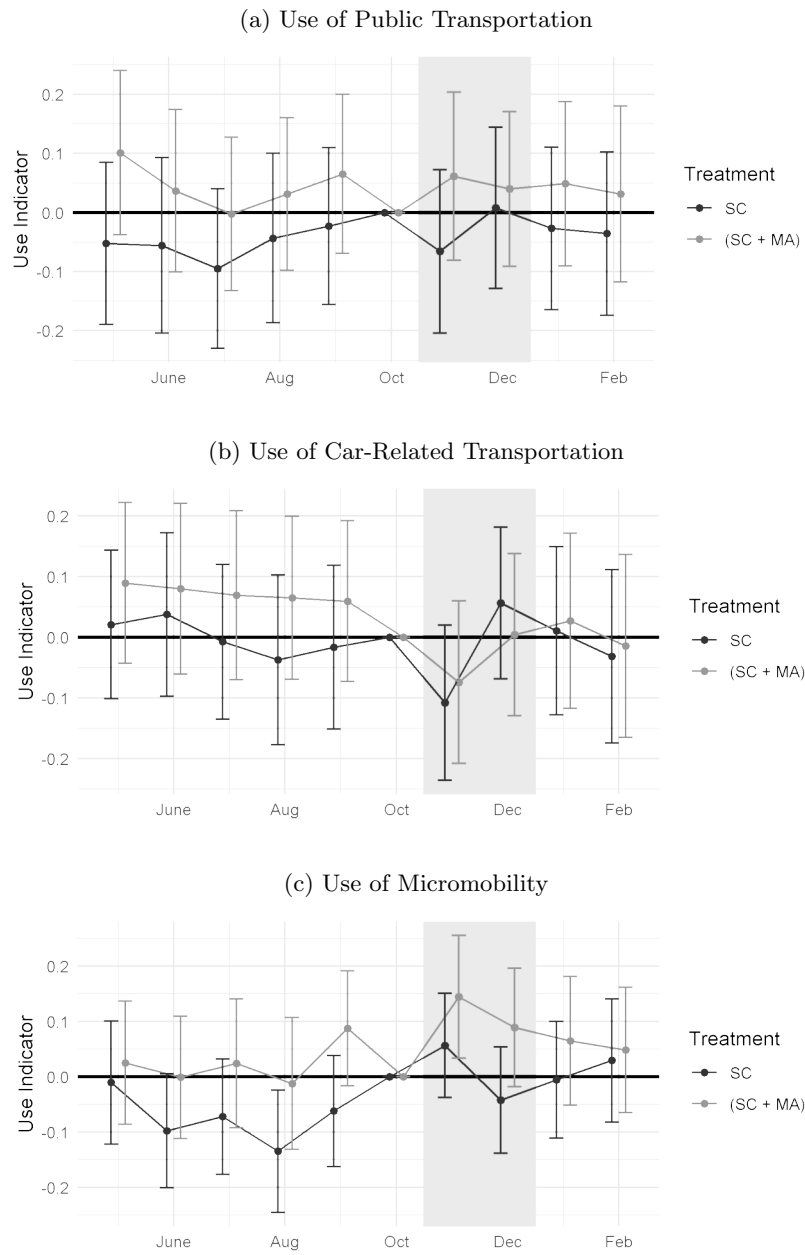 (a) Use of Public Transportation
0.2
0.1
0.0
-0.1
-0.2
Use Indicator
June Aug Oct Dec Feb
Treatment
SC
(SC + MA)
(b) Use of Car-Related Transportation
0.2
0.1
0.0
-0.1
-0.2
Use Indicator
June Aug Oct Dec Feb
Treatment
SC
(SC + MA)
(c) Use of Micromobility
0.2
0.1
0.0
-0.1
-0.2
Use Indicator
June Aug Oct Dec Feb
Treatment
SC
(SC + MA)